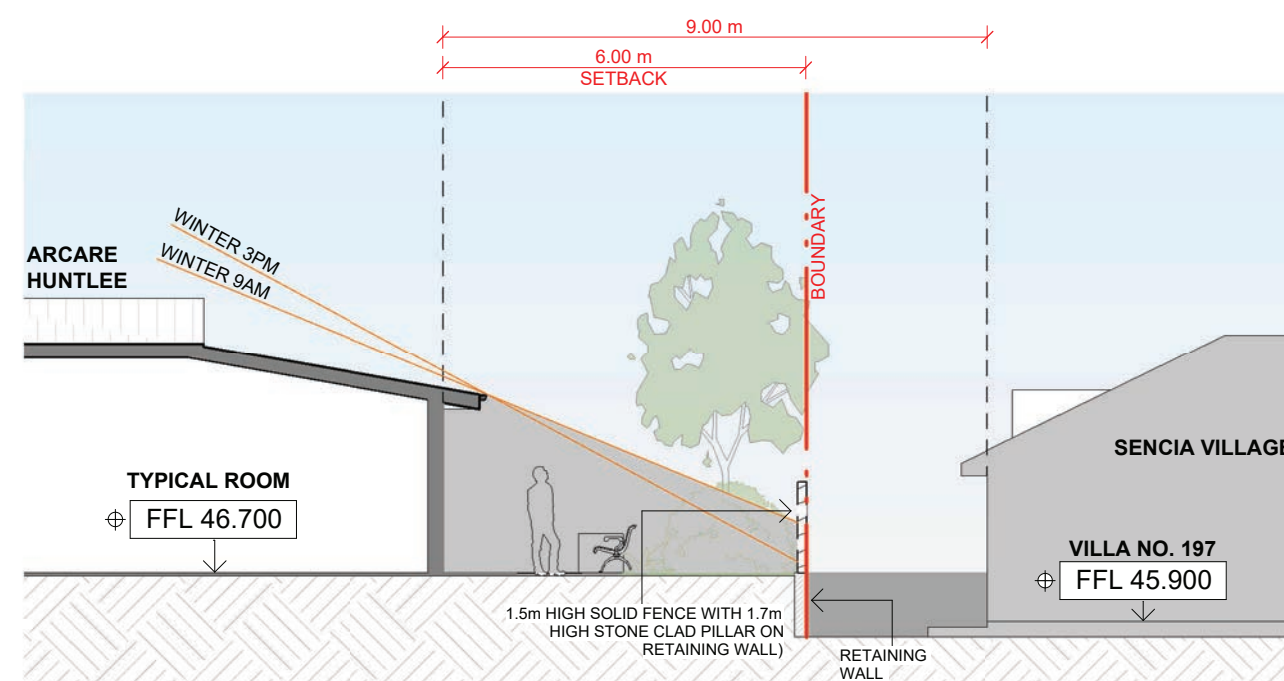 9.00 m
6.00 m
SETBACK
BOUNDARY
WINTER 3PM
WINTER 9AM
ARCARE
HUNTLEE
TYPICAL ROOM
FFL 46.700
SENCIA VILLAGE
VILLA NO. 197
FFL 45.900
1.5m HIGH SOLID FENCE WITH 1.7m
HIGH STONE CLAD PILLAR ON
RETAINING WALL)
RETAINING
WALL